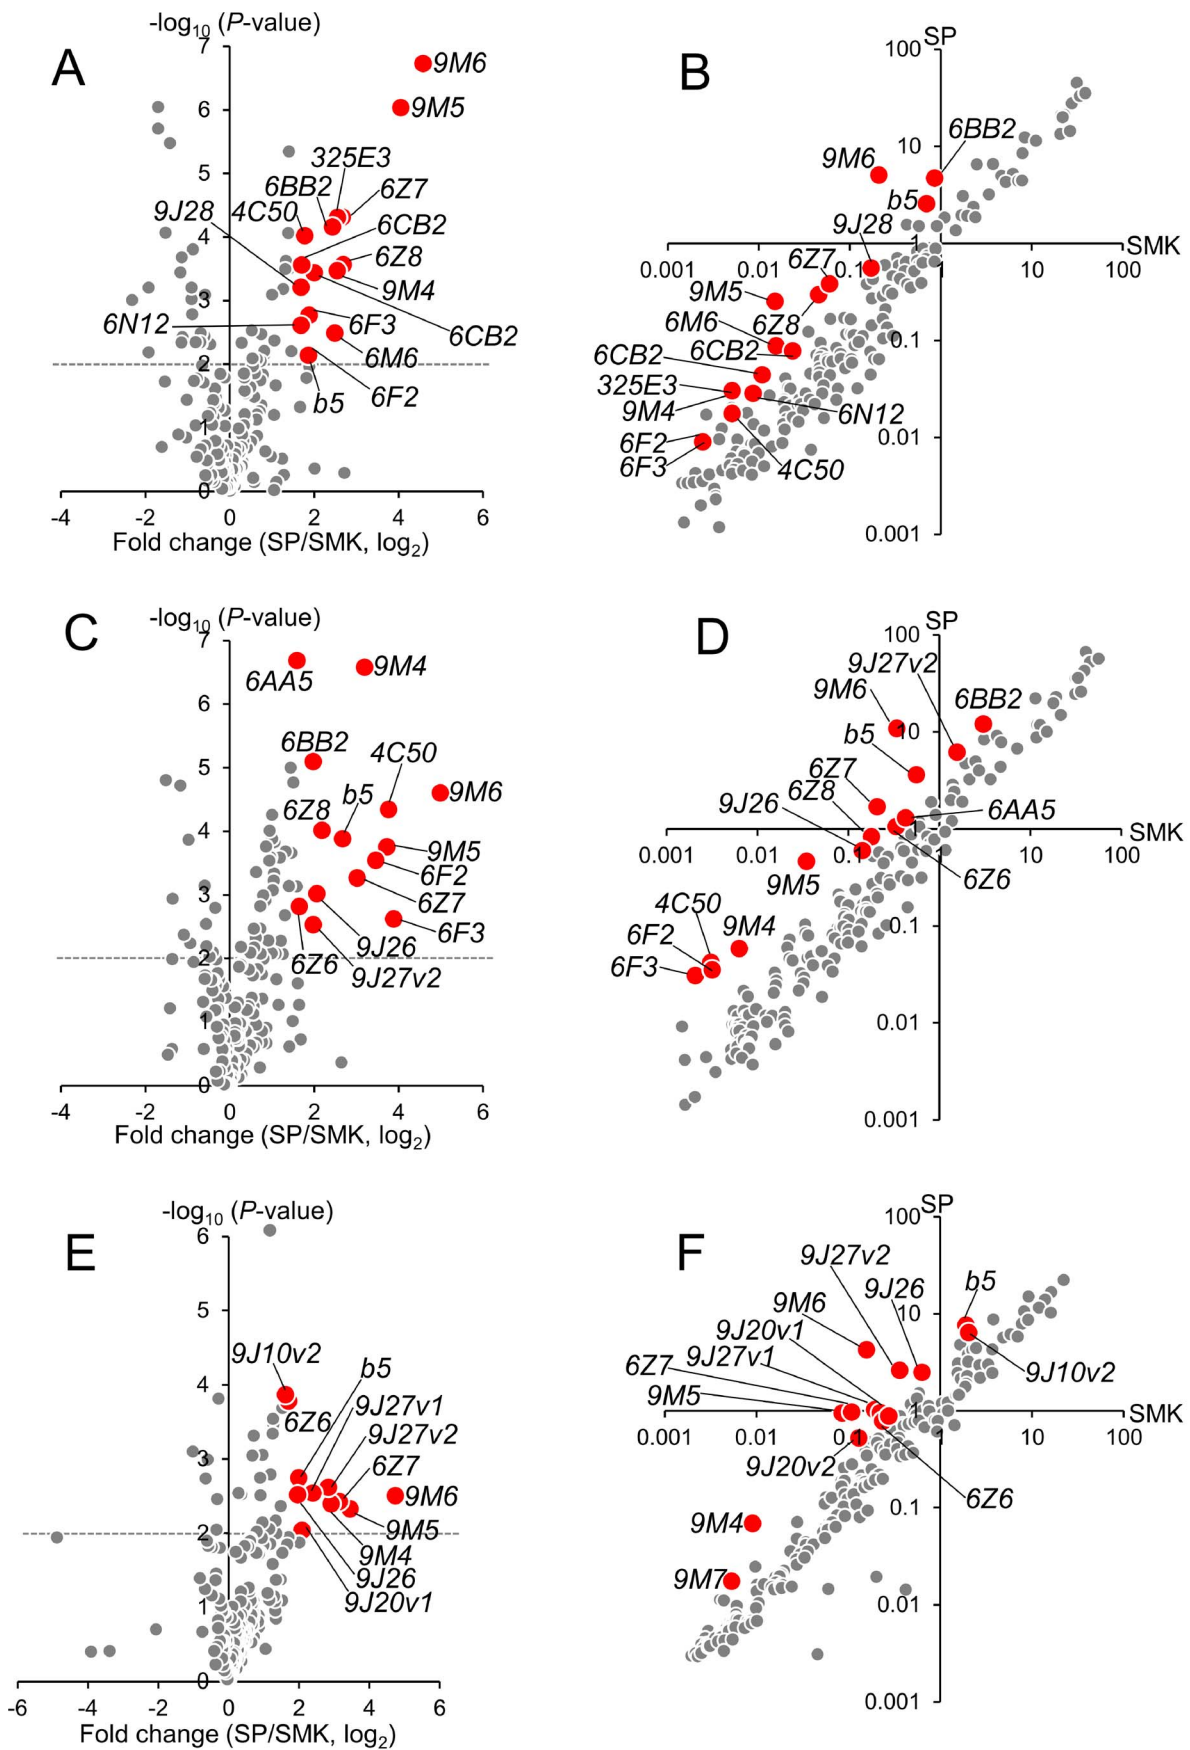 A
-log10 (P-value)
7
9M6
6
9M5
5
325E3
6BB2
6Z7
9J28
4C50
6CB2
4
6Z8
9M4
3
6N12
6F3
6CB2
6M6
2
b5
6F2
1
0
-4
-2
0
2
4
6
Fold change (SP/SMK, log2)
B
SP
100
6BB2
10
9M6
b5
9J28
1
SMK
0.001
0.01
0.1
1
10
100
6Z7
9M5
6Z8
6M6
6CB2
0.1
6CB2
325E3
9M4
6N12
6F2
0.01
6F3
4C50
0.001
C
-log10 (P-value)
7
6AA5
9M4
6
6BB2
4C50
5
6Z8
b5
9M6
4
9M5
6F2
3
6Z7
6F3
9J26
6Z6
9J27v2
2
1
0
-4
-2
0
2
4
6
Fold change (SP/SMK, log2)
D
SP
100
9J27v2
9M6
6BB2
b5
10
6Z7
6Z8
9J26
6AA5
SMK
0.001
0.01
0.1
1
10
100
9M5
6Z6
4C50
9M4
6F2
0.1
6F3
0.01
0.001
E
-log10 (P-value)
6
5
9J10v2
b5
4
6Z6
9J27v1
9J27v2
3
6Z7
9M6
9M5
2
9M4
9J26
9J20v1
1
0
-6
-4
-2
0
2
4
6
Fold change (SP/SMK, log2)
F
SP
100
9J27v2
9J26
b5
9M6
10
9J20v1
9J27v1
6Z7
9J10v2
9M5
1
SMK
0.001
0.01
0.1
1
10
100
9J20v2
6Z6
0.1
9M4
9M7
0.01
0.001